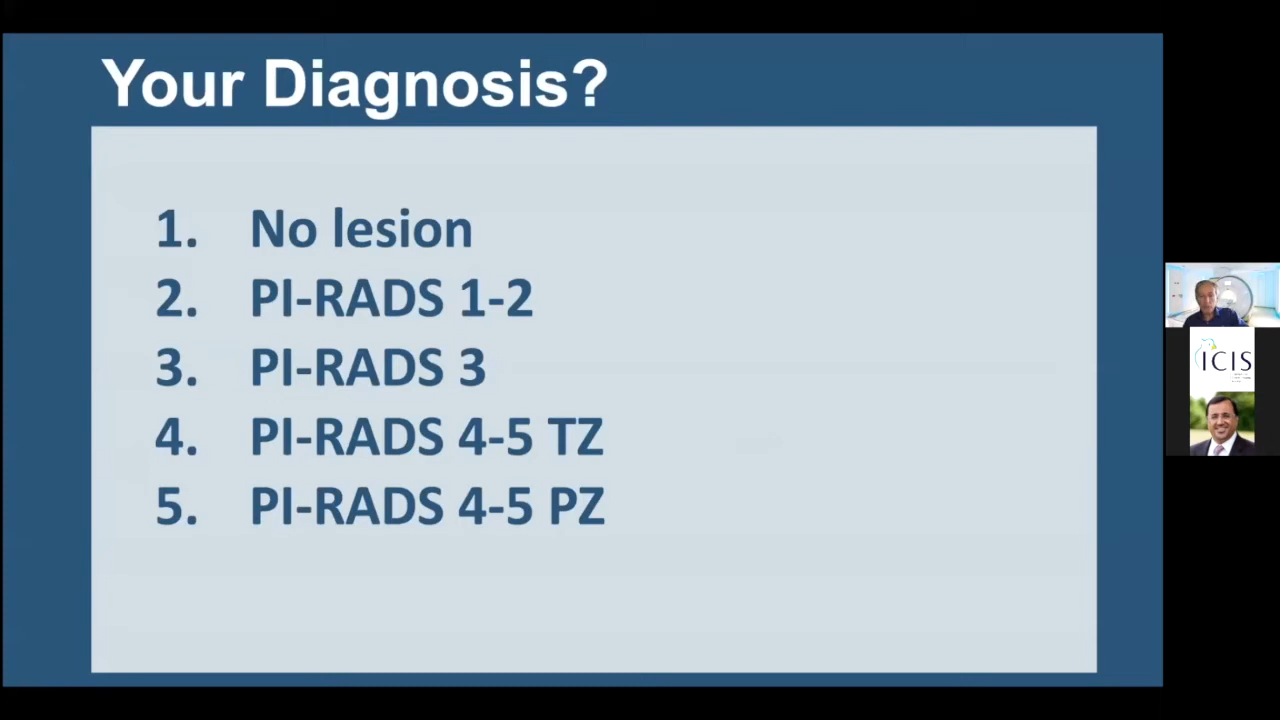 Your Diagnosis?
1. No lesion
2. PI-RADS 1-2
3. PI-RADS 3
4. PI-RADS 4-5 TZ
5. PI-RADS 4-5 PZ
ICIS